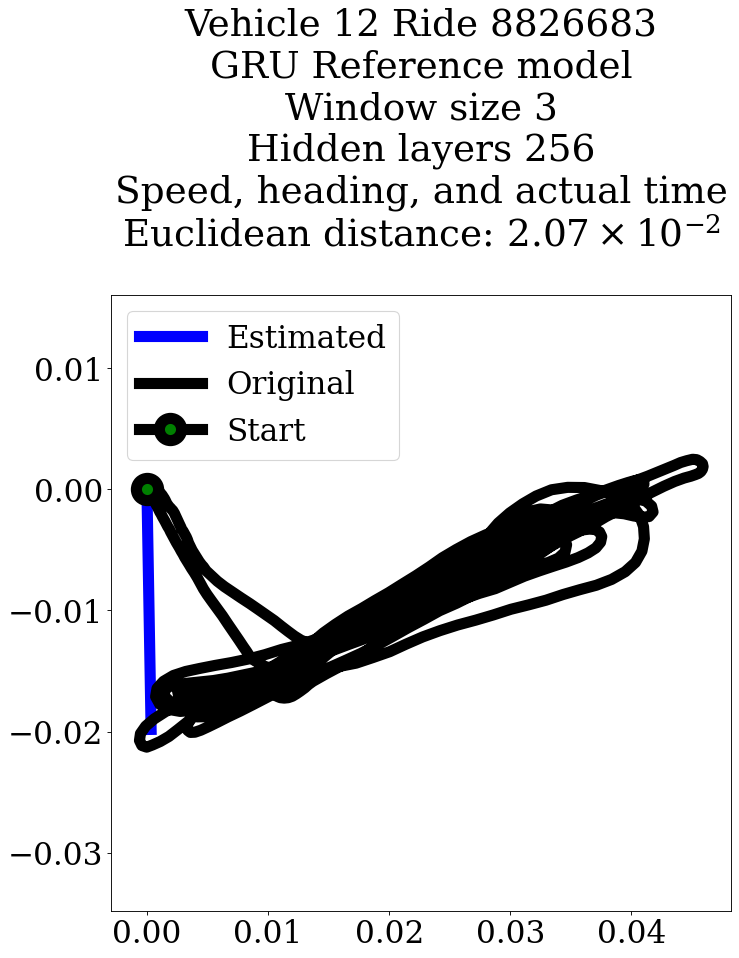 Vehicle 12 Ride 8826683
GRU Reference model
Window size 3
Hidden layers 256
Speed, heading, and actual time
Euclidean distance: 2.07 × 10⁻²
Estimated
Original
Start
0.01
0.00
−0.01
−0.02
−0.03
0.00 0.01 0.02 0.03 0.04